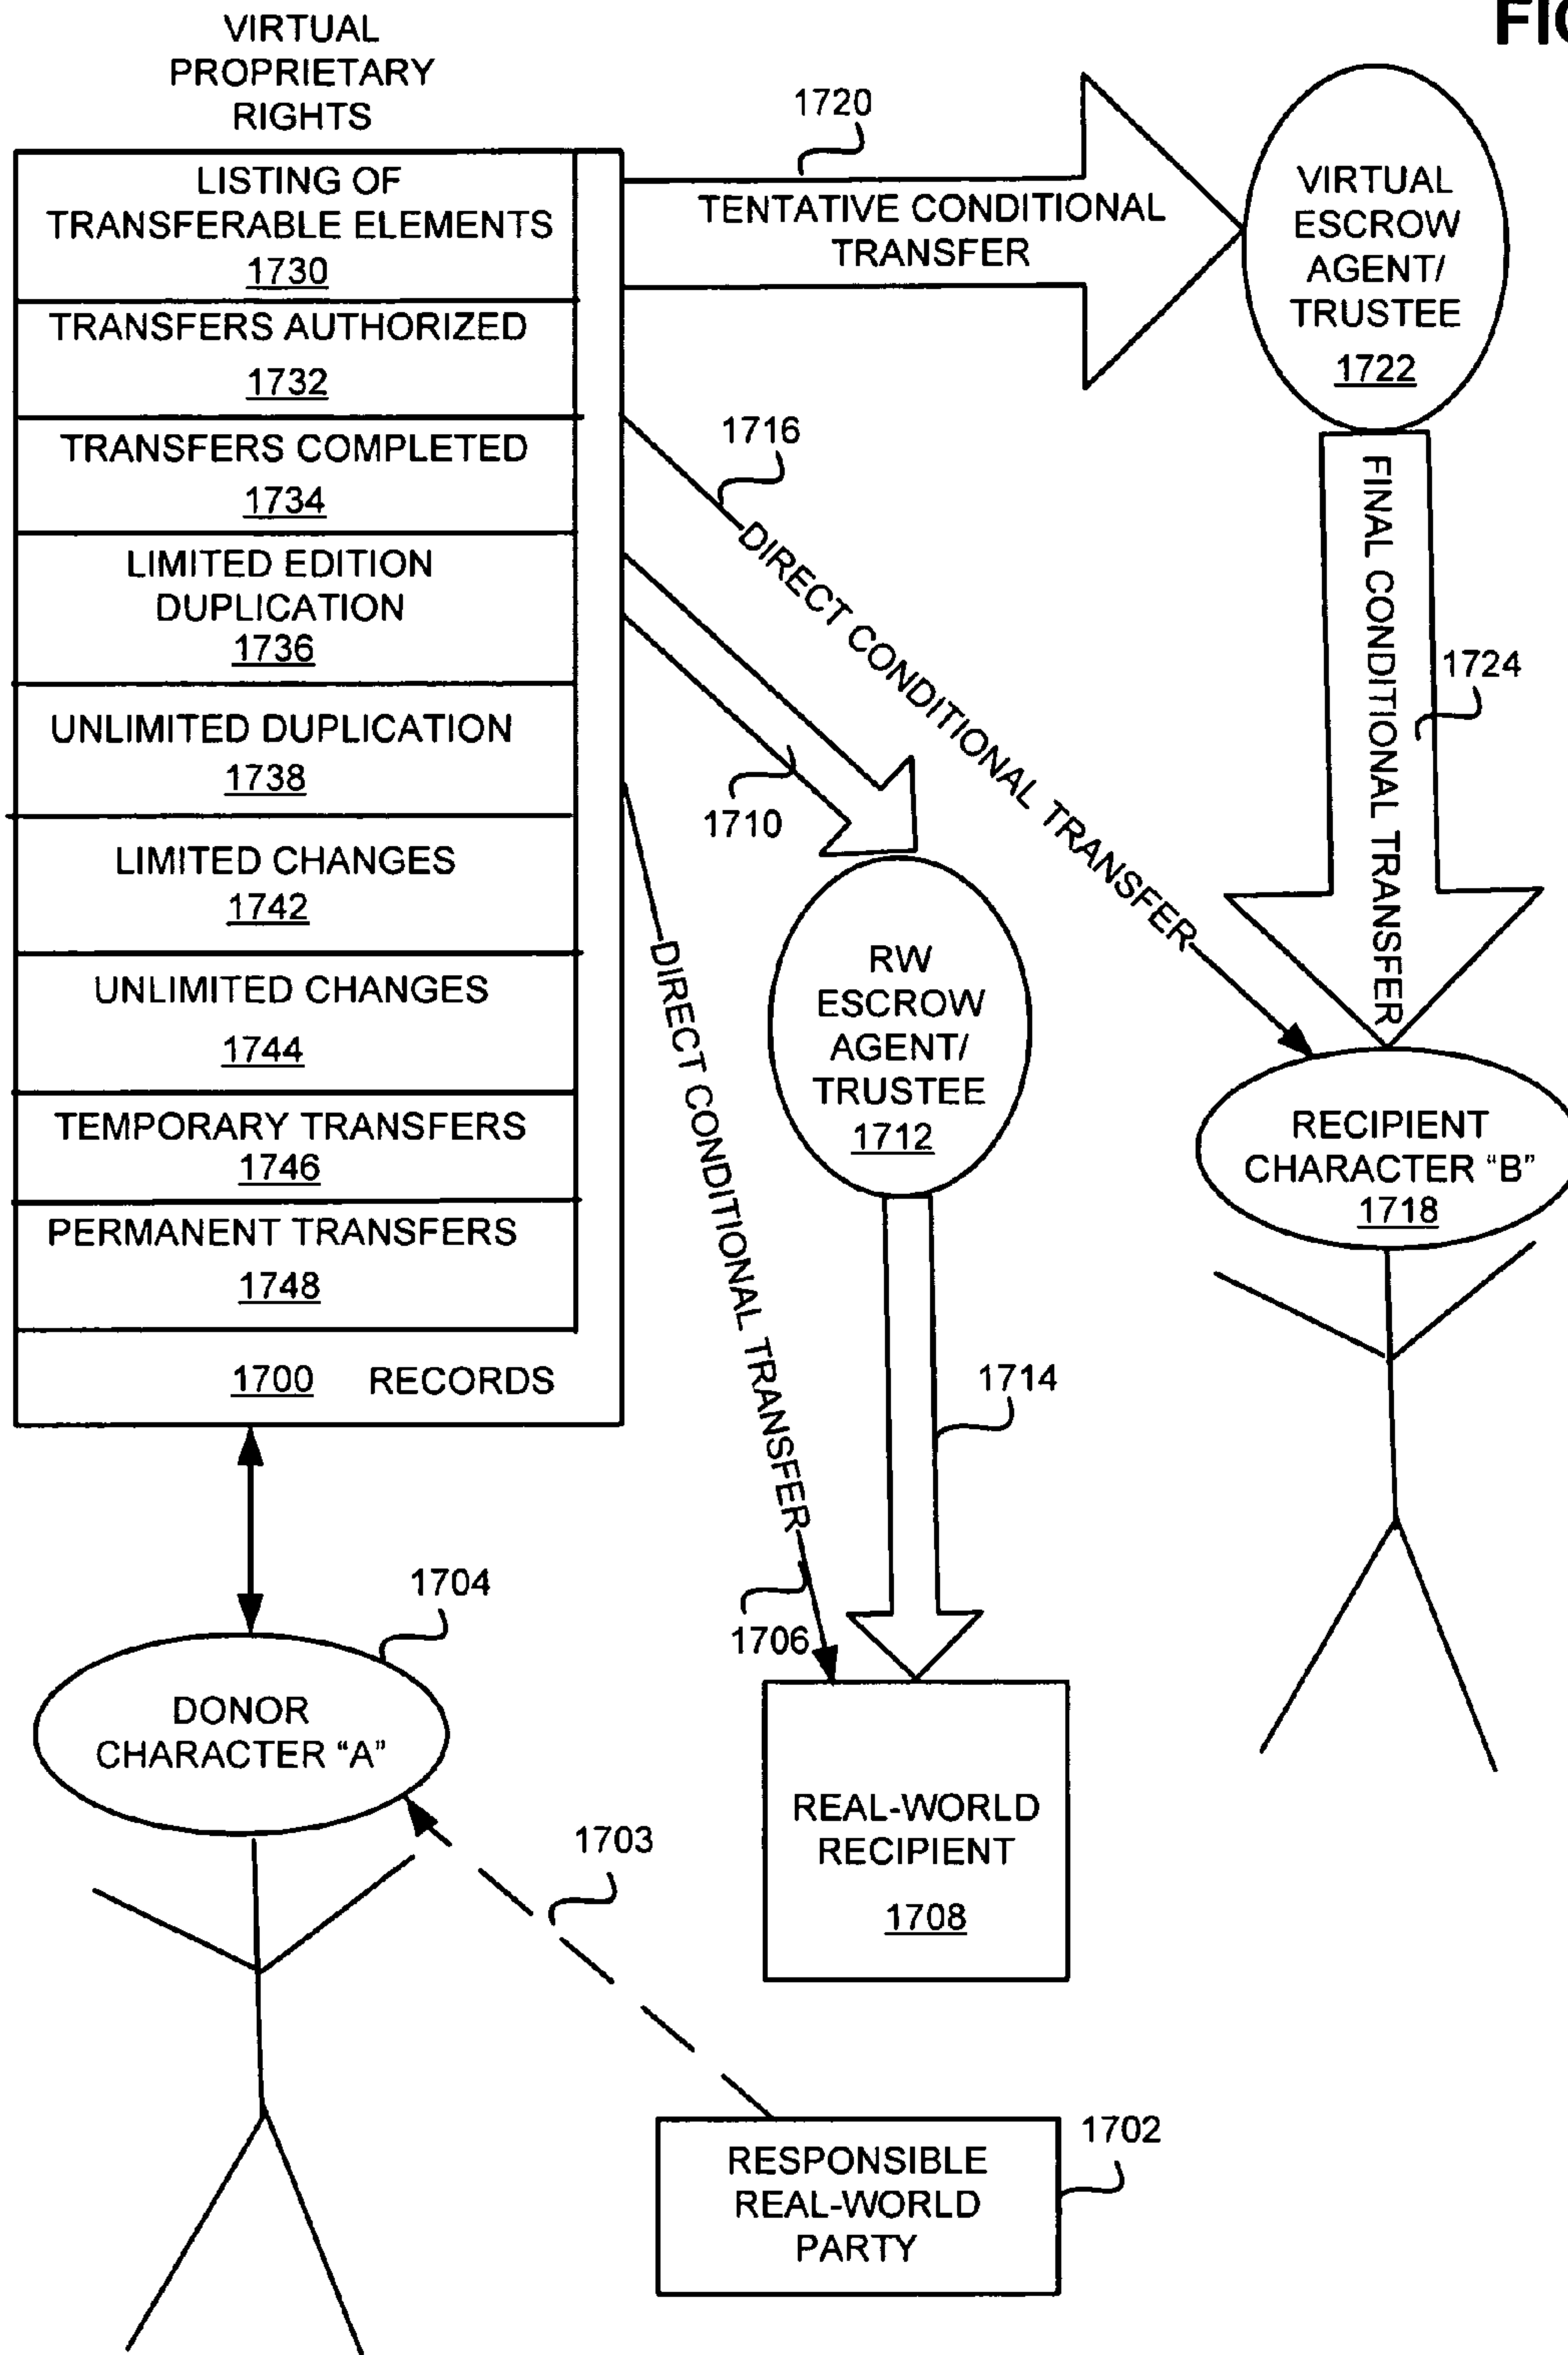 FIG
VIRTUAL
PROPRIETARY
RIGHTS
LISTING OF
TRANSFERABLE ELEMENTS
1730
TRANSFERS AUTHORIZED
1732
TRANSFERS COMPLETED
1734
LIMITED EDITION
DUPLICATION
1736
UNLIMITED DUPLICATION
1738
LIMITED CHANGES
1742
UNLIMITED CHANGES
1744
TEMPORARY TRANSFERS
1746
PERMANENT TRANSFERS
1748
1700 RECORDS
1720
TENTATIVE CONDITIONAL
TRANSFER
VIRTUAL
ESCROW
AGENT/
TRUSTEE
1722
1716
DIRECT CONDITIONAL TRANSFER
FINAL CONDITIONAL TRANSFER
1724
1710
DIRECT CONDITIONAL TRANSFER
RW
ESCROW
AGENT/
TRUSTEE
1712
RECIPIENT
CHARACTER “B”
1718
1714
1706
1704
DONOR
CHARACTER “A”
REAL-WORLD
RECIPIENT
1708
1703
1702
RESPONSIBLE
REAL-WORLD
PARTY